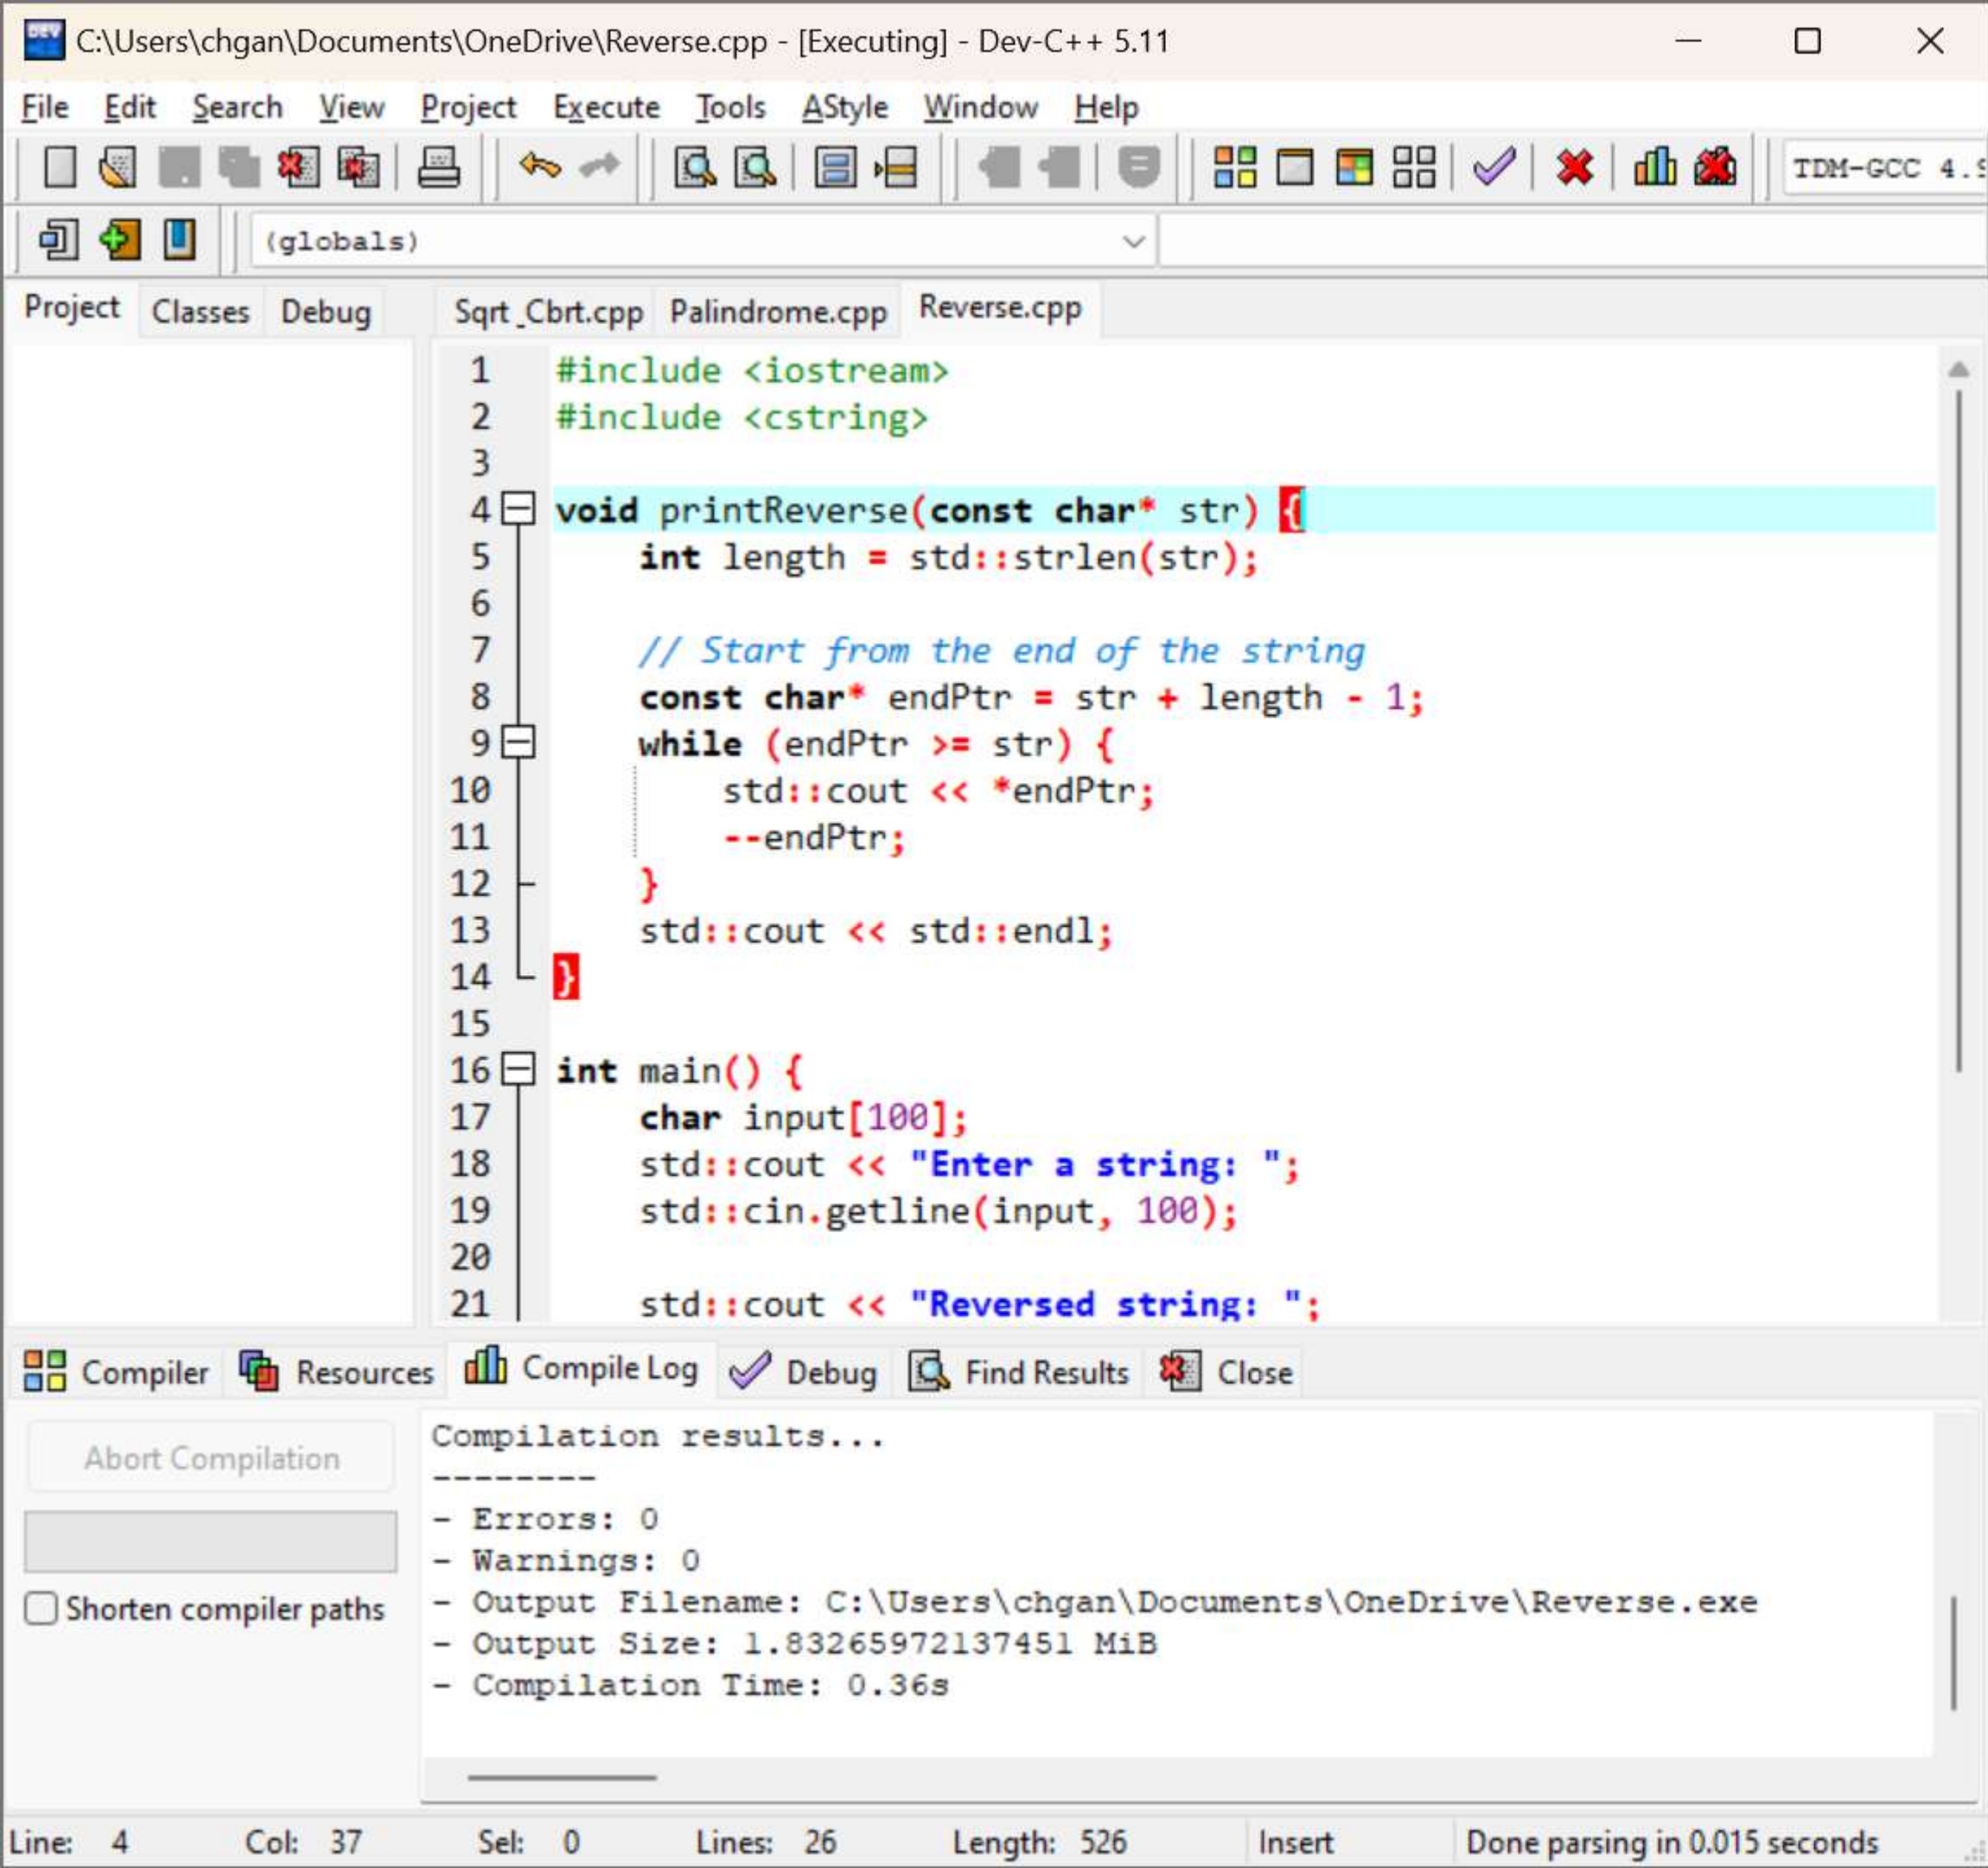 C:\Users\chgan\Documents\OneDrive\Reverse.cpp - [Executing] - Dev-C++ 5.11
File Edit Search View Project Execute Tools AStyle Window Help
TDM-GCC 4.9
(globals)
Project Classes Debug Sqrt _Cbrt.cpp Palindrome.cpp Reverse.cpp
1 #include <iostream>
2 #include <cstring>
3
4 void printReverse(const char* str) {
5     int length = std::strlen(str);
6
7     // Start from the end of the string
8     const char* endPtr = str + length - 1;
9     while (endPtr >= str) {
10         std::cout << *endPtr;
11         --endPtr;
12     }
13     std::cout << std::endl;
14 }
15
16 int main() {
17     char input[100];
18     std::cout << "Enter a string: ";
19     std::cin.getline(input, 100);
20
21     std::cout << "Reversed string: ";
Compiler Resources Compile Log Debug Find Results Close
Abort Compilation
Shorten compiler paths
Compilation results...
--------
- Errors: 0
- Warnings: 0
- Output Filename: C:\Users\chgan\Documents\OneDrive\Reverse.exe
- Output Size: 1.83265972137451 MiB
- Compilation Time: 0.36s
Line: 4 Col: 37 Sel: 0 Lines: 26 Length: 526 Insert Done parsing in 0.015 seconds